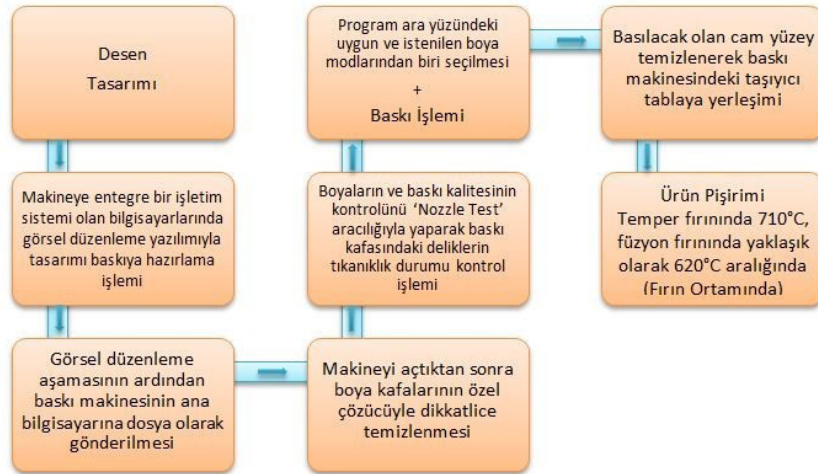 Desen
Tasarımı
Makineye entegre bir işletim
sistemi olan bilgisayarlarında
görsel düzenleme yazılımıyla
tasarımı baskıya hazırlama
işlemi
Görsel düzenleme
aşamasının ardından
baskı makinesinin ana
bilgisayarına dosya olarak
gönderilmesi
Makineyi açtıktan sonra
boya kafalarının özel
çözücüyle dikkatlice
temizlenmesi
Boyaların ve baskı kalitesinin
kontrolünü ‘Nozzle Test’
aracılığıyla yaparak baskı
kafasındaki deliklerin
tıkanıklık durumu kontrol
işlemi
Program ara yüzündeki
uygun ve istenilen boya
modlarından biri seçilmesi
+
Baskı İşlemi
Basılacak olan cam yüzey
temizlenerek baskı
makinesindeki taşıyıcı
tablaya yerleşimi
Ürün Pişirimi
Temper fırınında 710°C,
füzyon fırınında yaklaşık
olarak 620°C aralığında
(Fırın Ortamında)